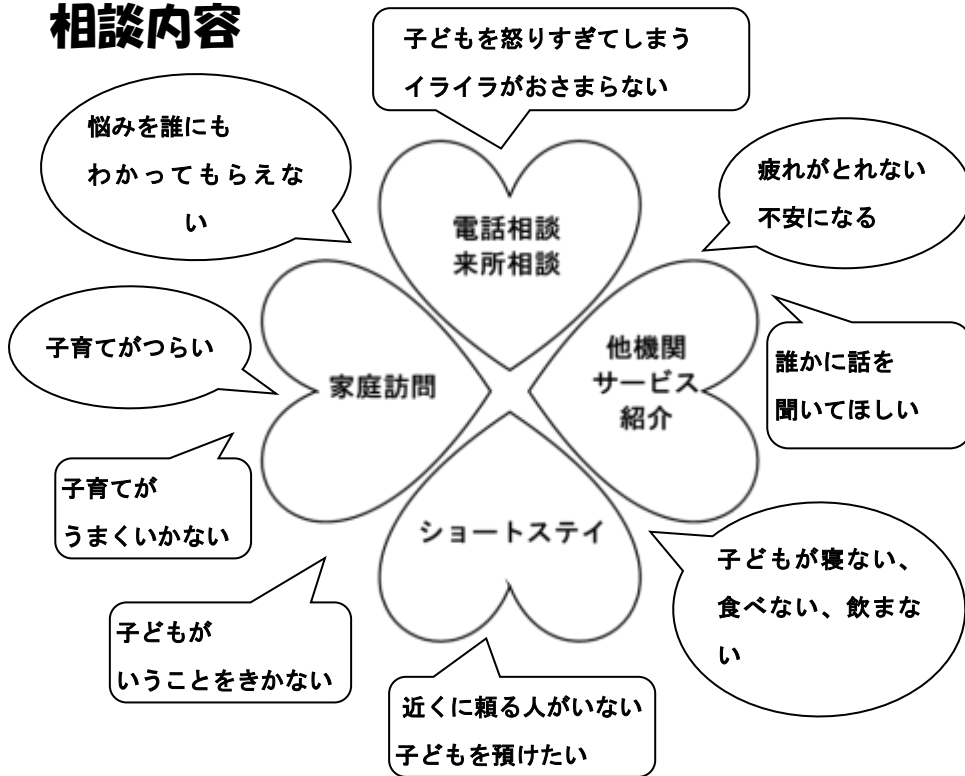 相談内容
子どもを怒りすぎてしまう
イライラがおさまらない
悩みを誰にも
わかってもらえな
い
疲れがとれない
不安になる
電話相談
来所相談
子育てがつらい
家庭訪問
他機関
サービス
紹介
誰かに話を
聞いてほしい
子育てが
うまくいかない
ショートステイ
子どもが寝ない、
食べない、飲まな
い
子どもが
いうことをきかない
近くに頼る人がいない
子どもを預けたい